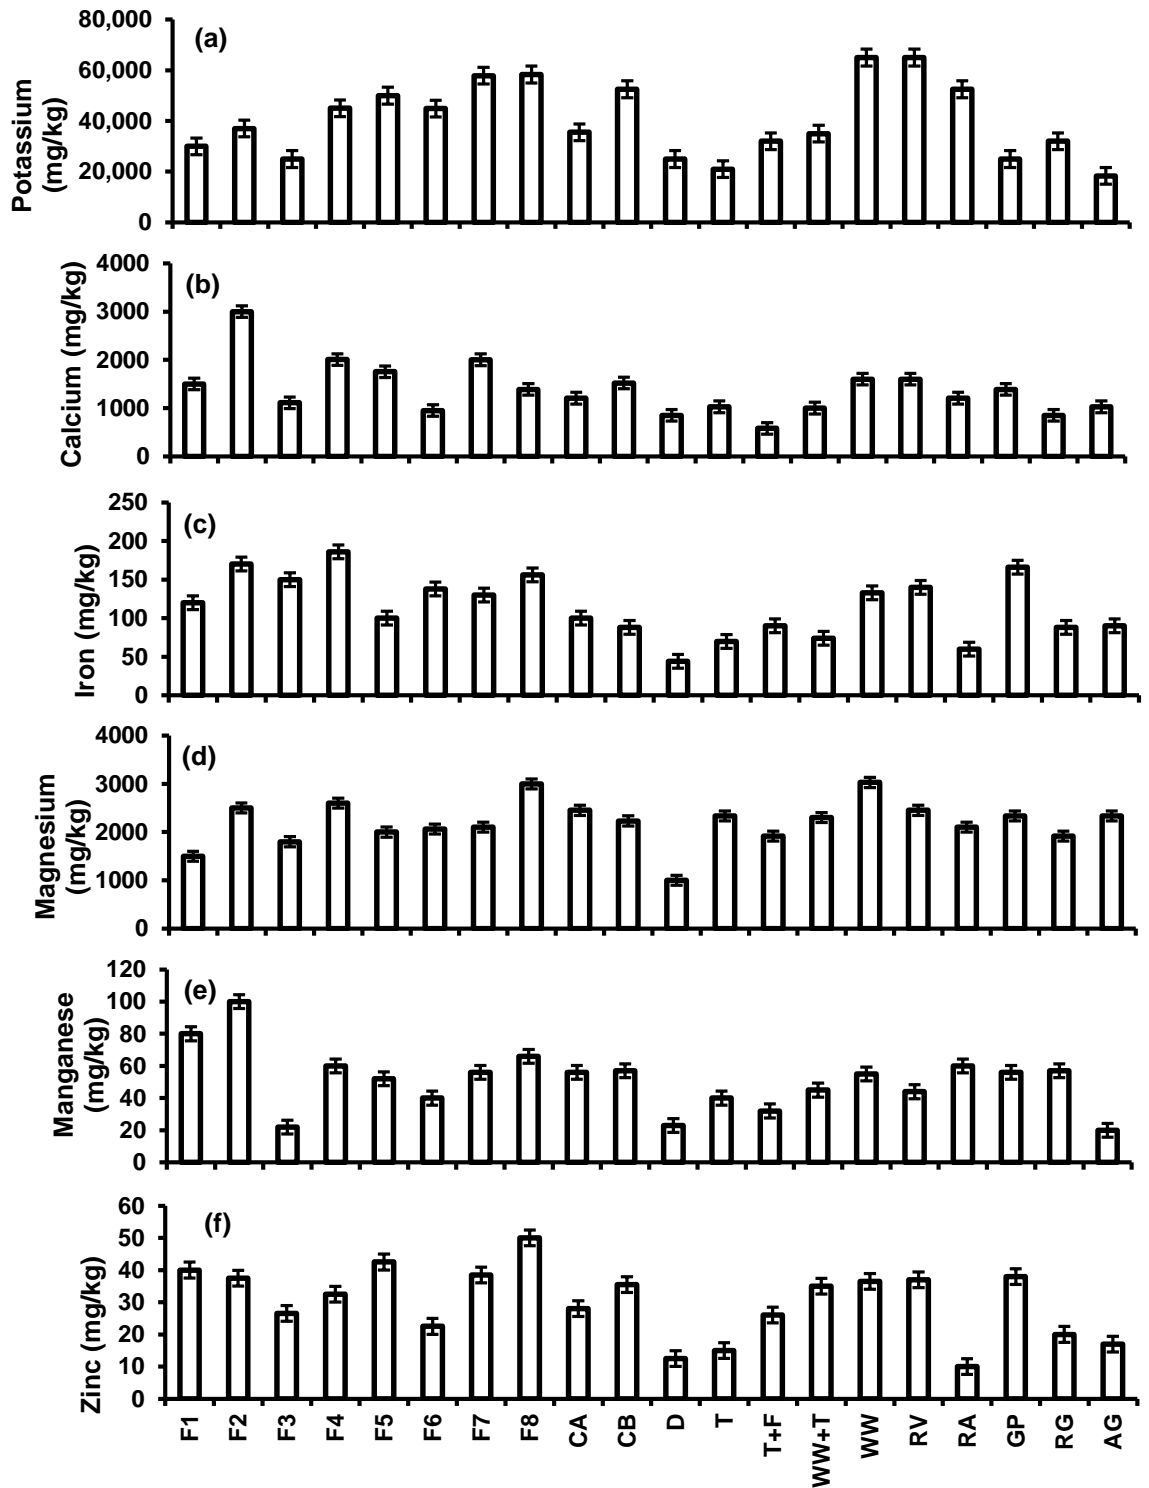 80,000
60,000
40,000
20,000
0
Potassium
(mg/kg)
(a)
4000
3000
2000
1000
0
Calcium (mg/kg)
(b)
250
200
150
100
50
0
Iron (mg/kg)
(c)
4000
3000
2000
1000
0
Magnesium
(mg/kg)
(d)
120
100
80
60
40
20
0
Manganese
(mg/kg)
(e)
60
50
40
30
20
10
0
Zinc (mg/kg)
(f)
F1
F2
F3
F4
F5
F6
F7
F8
CA
CB
D
T
T+F
WW+T
WW
RV
RA
GP
RG
AG